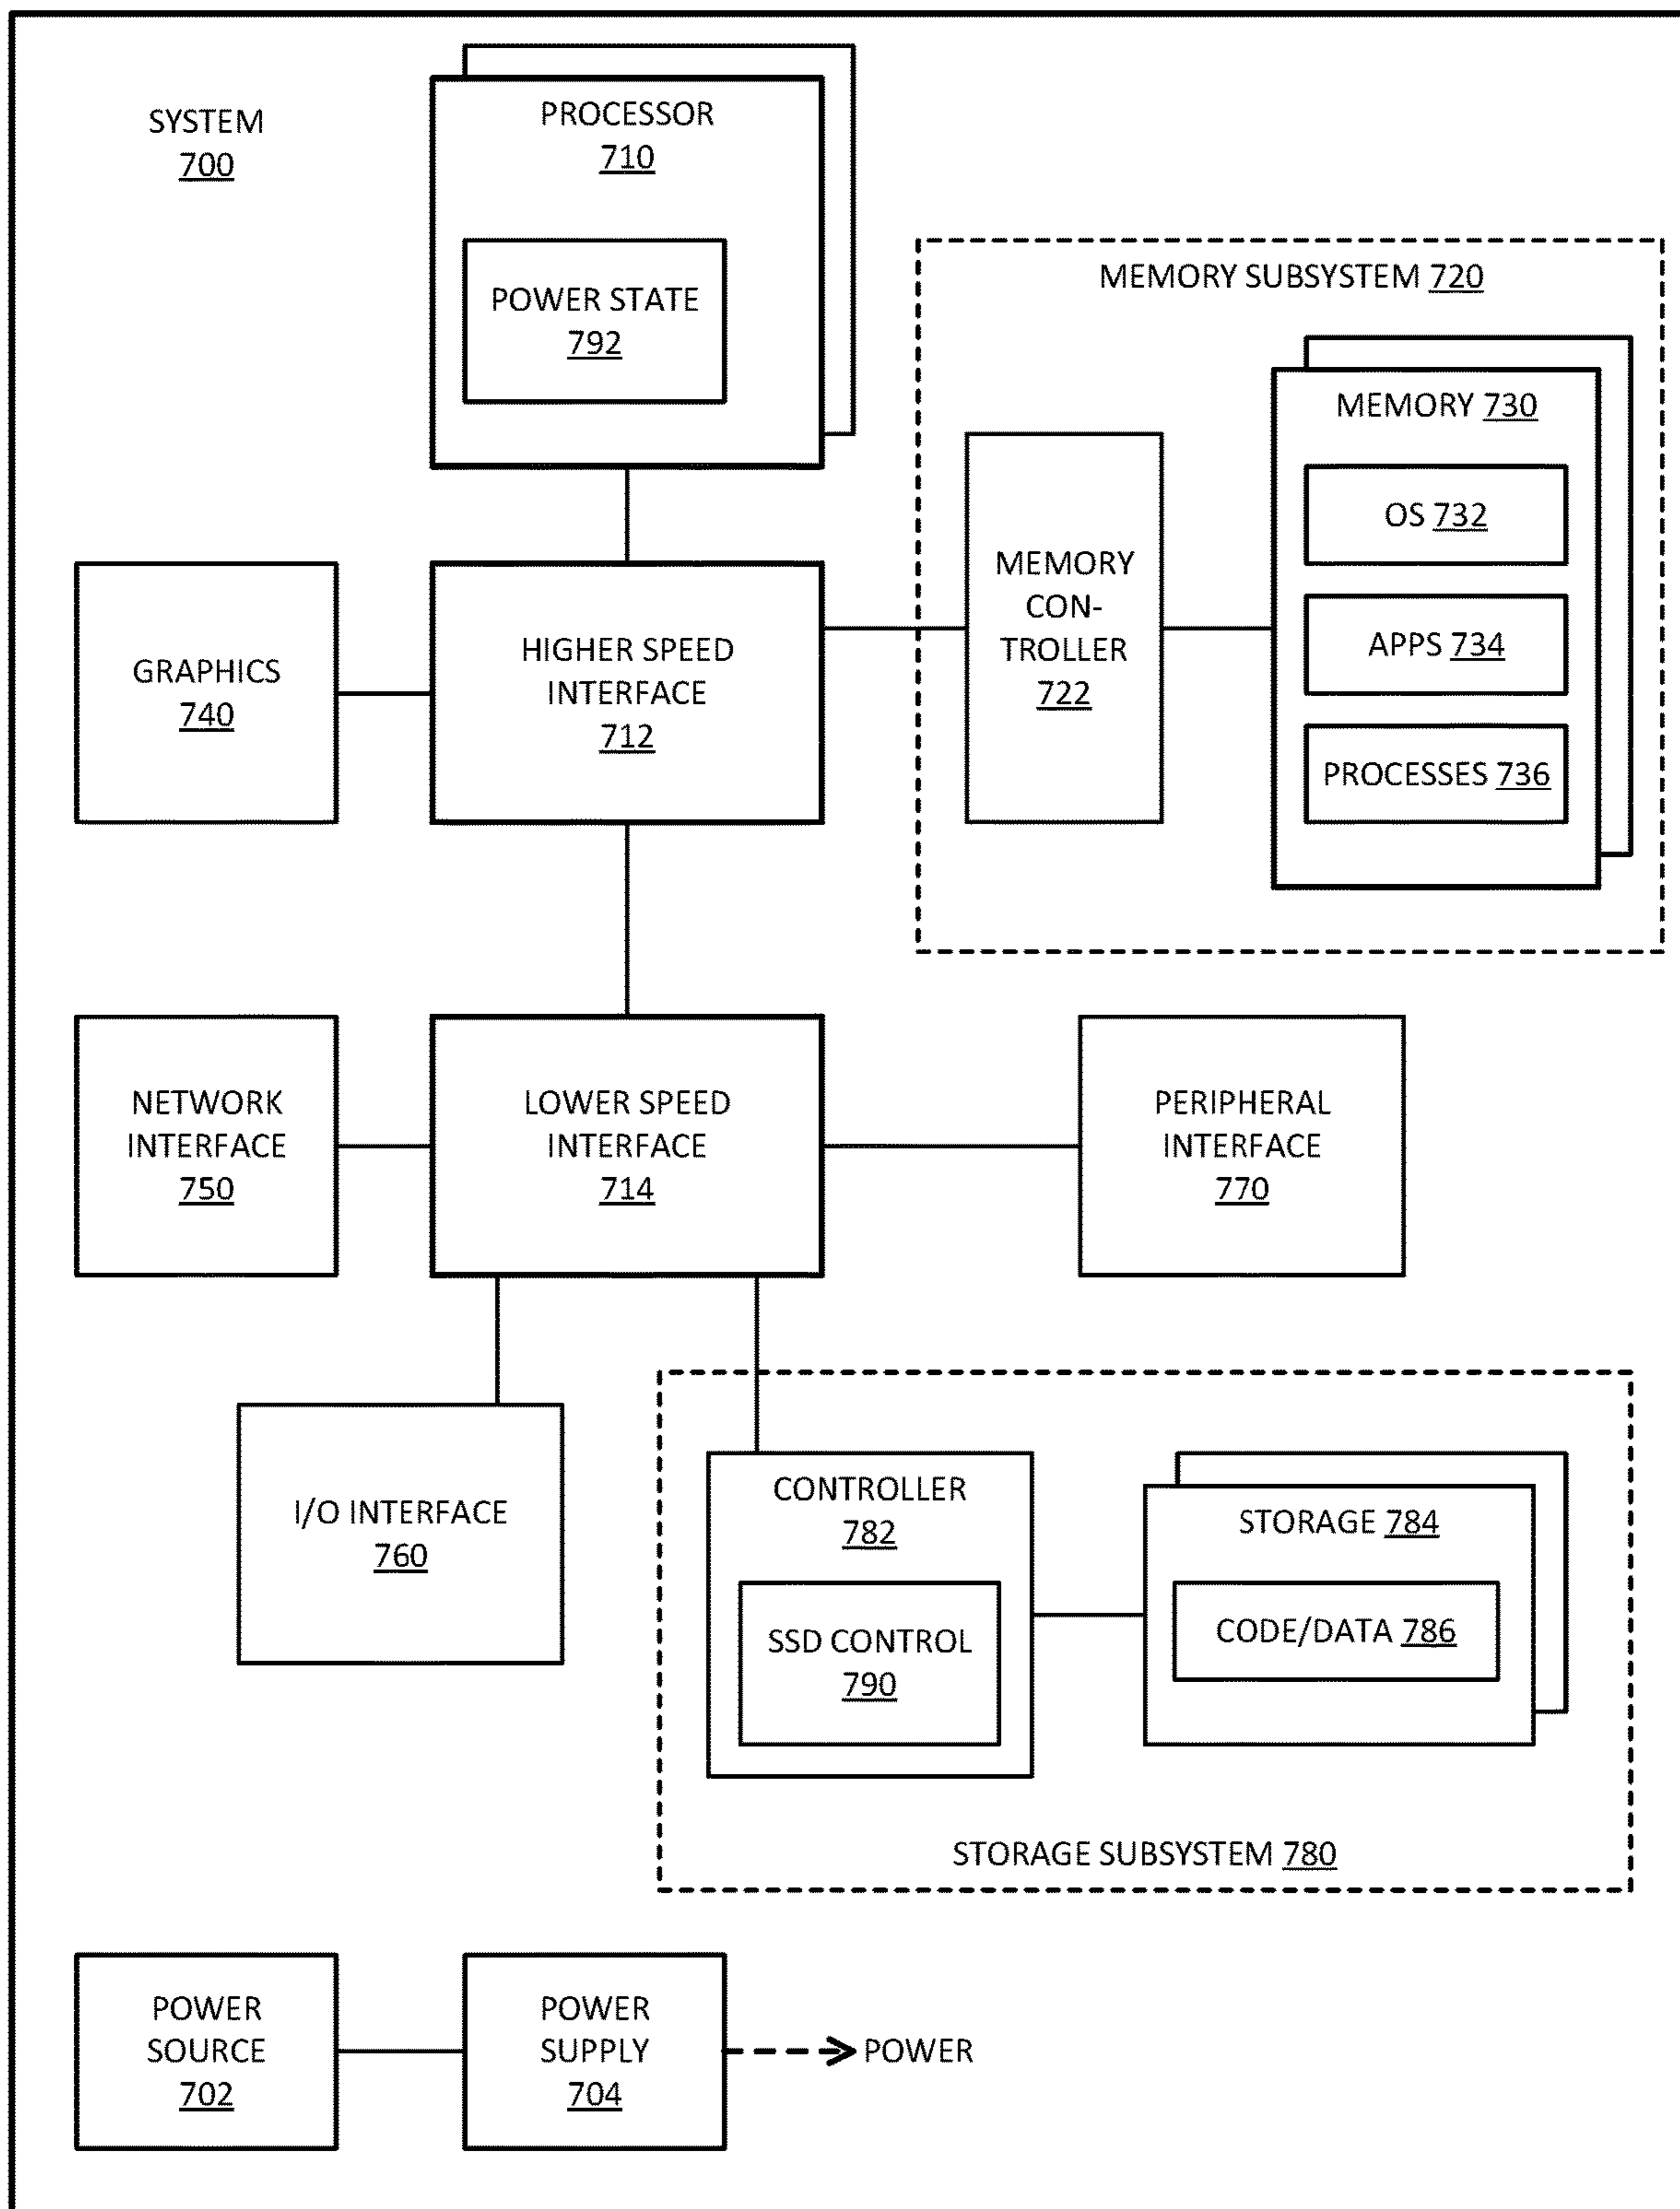 SYSTEM
700
PROCESSOR
710
POWER STATE
792
MEMORY SUBSYSTEM 720
MEMORY 730
OS 732
APPS 734
PROCESSES 736
MEMORY
CON-
TROLLER
722
GRAPHICS
740
HIGHER SPEED
INTERFACE
712
NETWORK
INTERFACE
750
LOWER SPEED
INTERFACE
714
PERIPHERAL
INTERFACE
770
I/O INTERFACE
760
CONTROLLER
782
SSD CONTROL
790
STORAGE 784
CODE/DATA 786
STORAGE SUBSYSTEM 780
POWER
SOURCE
702
POWER
SUPPLY
704
POWER